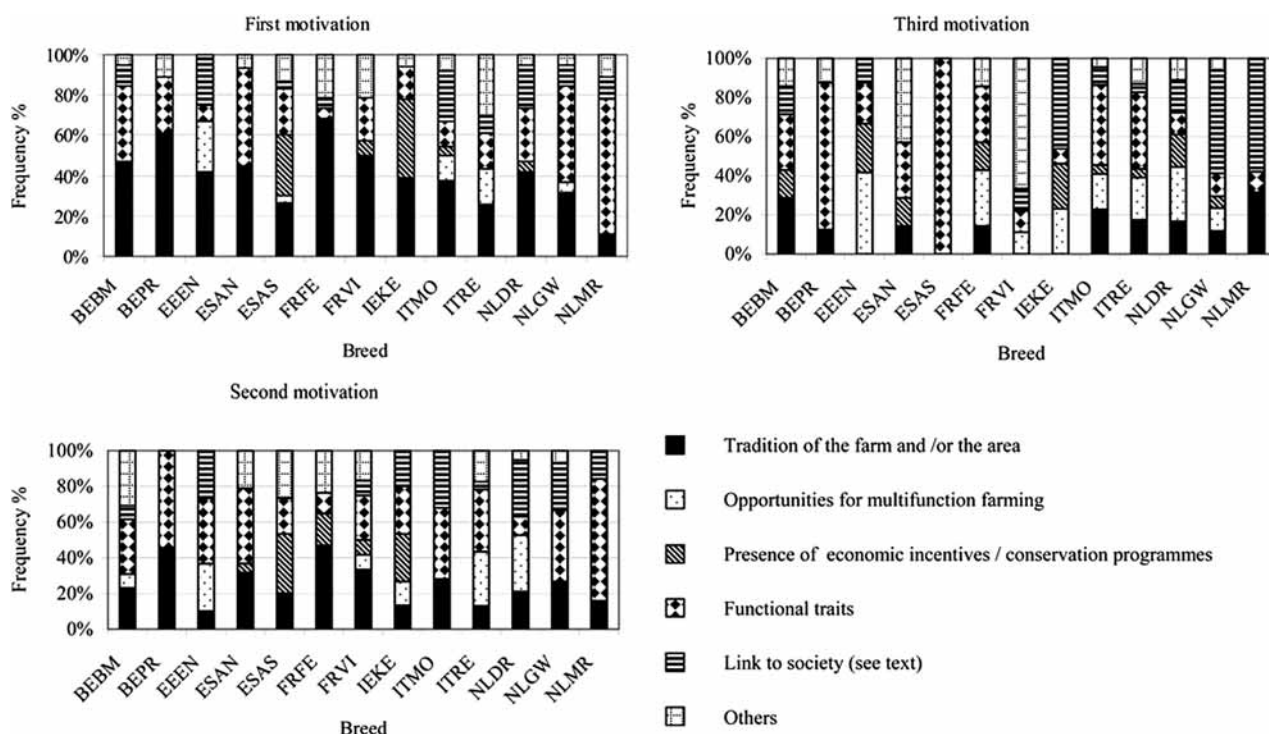 First motivation
100%
80%
60%
40%
20%
0%
Frequency %
BEBM
BEPR
EEEN
ESAN
ESAS
FRFE
FRVI
IEKE
ITMO
ITRE
NLDR
NLGW
NLMR
Breed
Third motivation
100%
80%
60%
40%
20%
0%
Frequency %
BEBM
BEPR
EEEN
ESAN
ESAS
FRFE
FRVI
IEKE
ITMO
ITRE
NLDR
NLGW
NLMR
Breed
Second motivation
100%
80%
60%
40%
20%
0%
Frequency %
BEBM
BEPR
EEEN
ESAN
ESAS
FRFE
FRVI
IEKE
ITMO
ITRE
NLDR
NLGW
NLMR
Breed
Tradition of the farm and /or the area
Opportunities for multifunction farming
Presence of economic incentives / conservation programmes
Functional traits
Link to society (see text)
Others